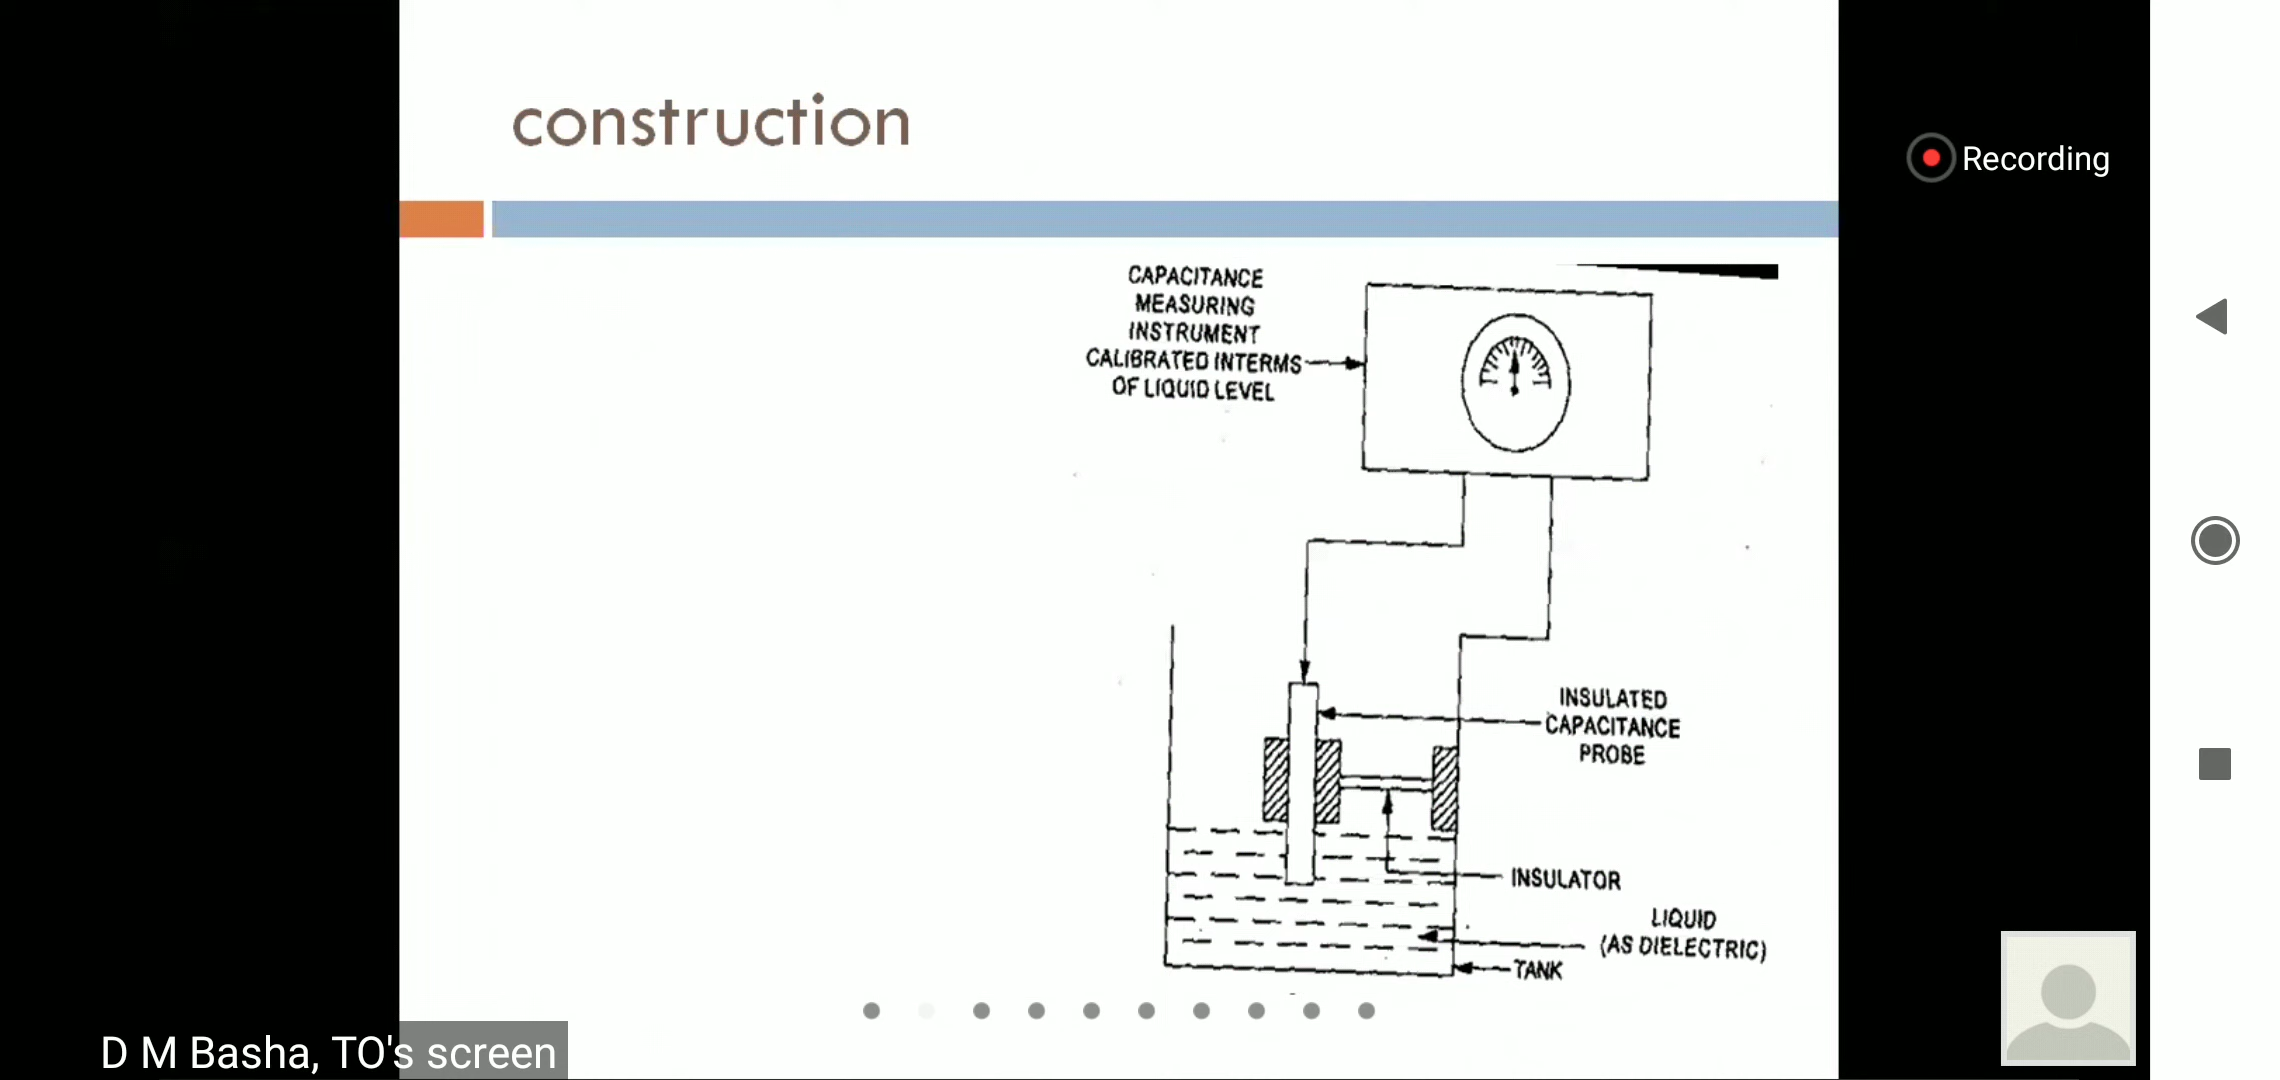 construction
Recording
CAPACITANCE
MEASURING
INSTRUMENT
CALIBRATED INTERMS
OF LIQUID LEVEL
INSULATED
CAPACITANCE
PROBE
INSULATOR
LIQUID
(AS DIELECTRIC)
TANK
D M Basha, TO's screen